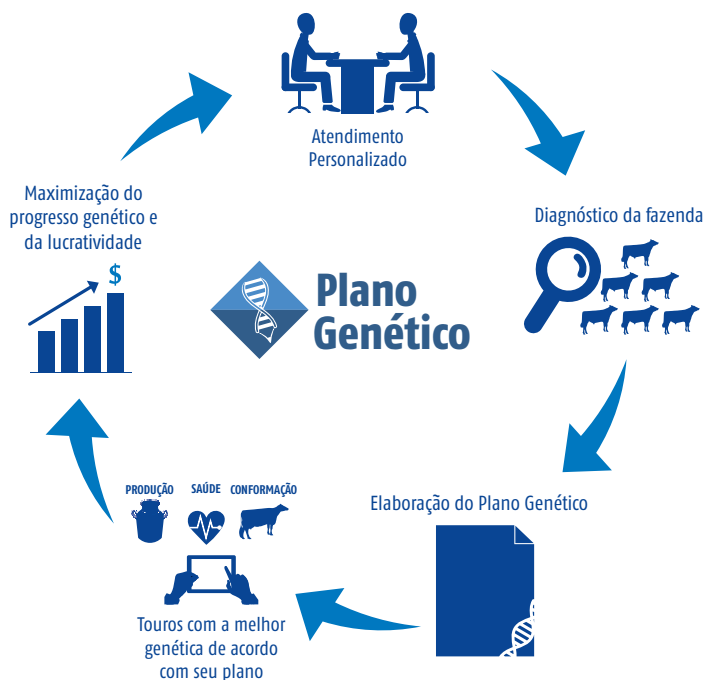 Atendimento
Personalizado
Diagnóstico da fazenda
Elaboração do Plano Genético
PRODUÇÃO SAÚDE CONFORMAÇÃO
Touros com a melhor
genética de acordo
com seu plano
Maximização do
progresso genético e
da lucratividade
$
Plano
Genético